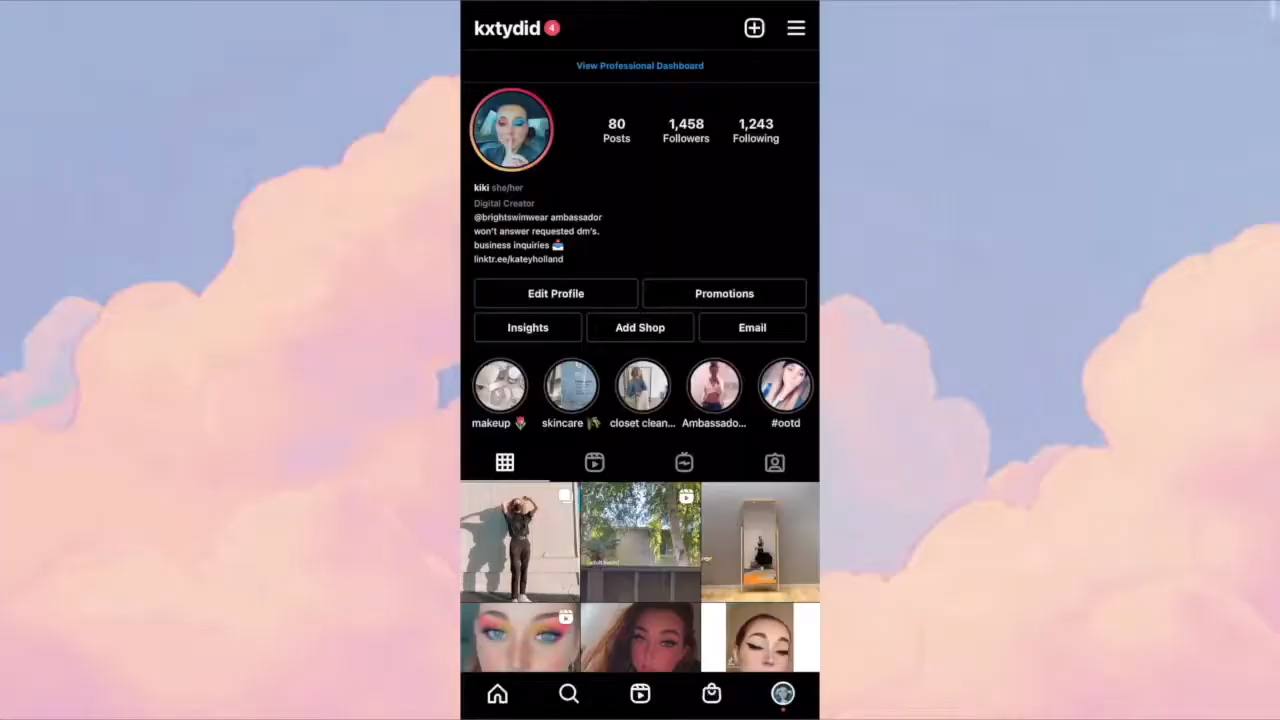 kxtydid 4
View Professional Dashboard
80 1,458 1,243
Posts Followers Following
kiki she/her
Digital Creator
@brightswimwear ambassador
won't answer requested dm's.
business inquiries 📩
linktr.ee/kateyholland
Edit Profile Promotions
Insights Add Shop Email
makeup 🌷 skincare 🎋 closet clean... Ambassado... #ootd